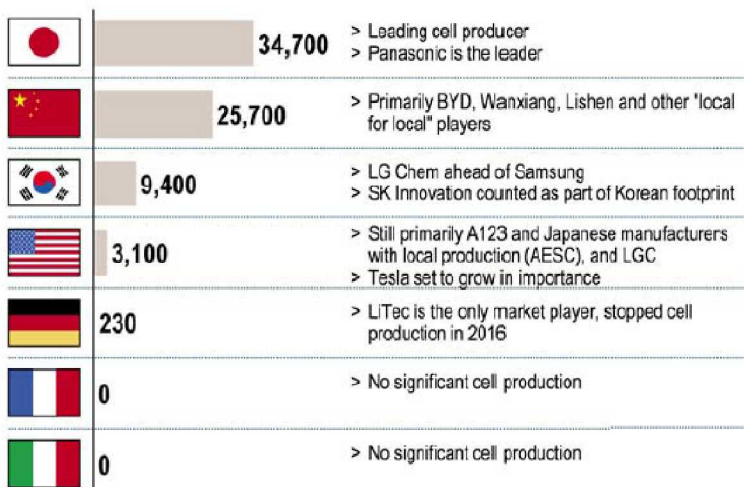 34,700
> Leading cell producer
> Panasonic is the leader
25,700
> Primarily BYD, Wanxiang, Lishen and other "local
for local" players
9,400
> LG Chem ahead of Samsung
> SK Innovation counted as part of Korean footprint
3,100
> Still primarily A123 and Japanese manufacturers
with local production (AESC), and LGC
> Tesla set to grow in importance
230
> LiTec is the only market player, stopped cell
production in 2016
0
> No significant cell production
0
> No significant cell production